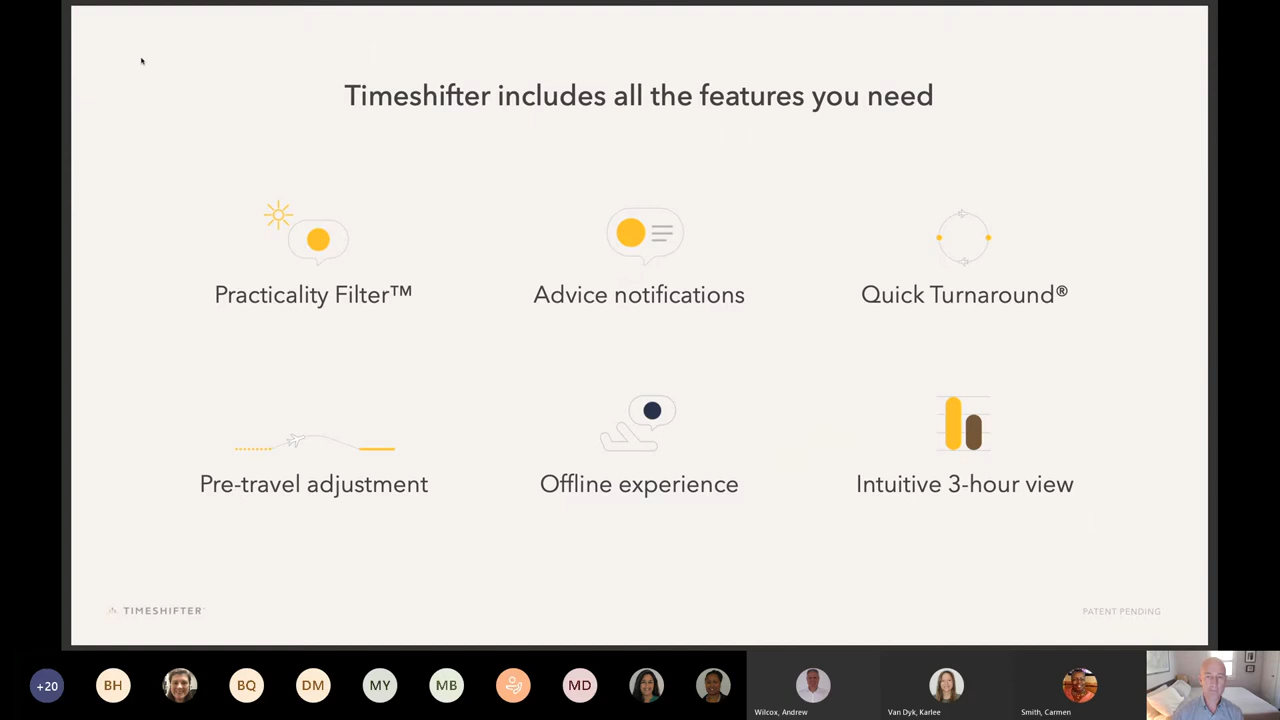 Timeshifter includes all the features you need
Practicality Filter™
Advice notifications
Quick Turnaround®
Pre-travel adjustment
Offline experience
Intuitive 3-hour view
TIMESHIFTER
PATENT PENDING
+20
BH
BQ
DM
MY
MB
MD
Wilcox, Andrew
Van Dyk, Karlee
Smith, Carmen